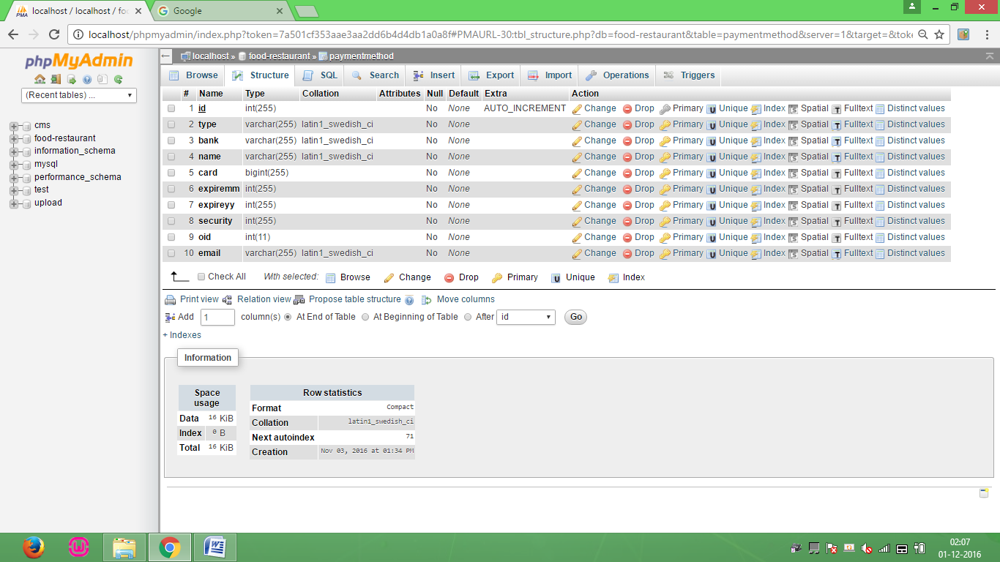 localhost / localhost / foo
Google
localhost/phpmyadmin/index.php?token=7a501cf353aae3aa2dd6b4d4db1a0a8f#PMAURL-30:tbl_structure.php?db=food-restaurant&table=paymentmethod&server=1&target=&toke
phpMyAdmin
(Recent tables) ...
cms
food-restaurant
information_schema
mysql
performance_schema
test
upload
localhost » food-restaurant » paymentmethod
Browse Structure SQL Search Insert Export Import Operations Triggers
# Name Type Collation Attributes Null Default Extra Action
1 id int(255) No None AUTO_INCREMENT Change Drop Primary Unique Index Spatial Fulltext Distinct values
2 type varchar(255) latin1_swedish_ci No None Change Drop Primary Unique Index Spatial Fulltext Distinct values
3 bank varchar(255) latin1_swedish_ci No None Change Drop Primary Unique Index Spatial Fulltext Distinct values
4 name varchar(255) latin1_swedish_ci No None Change Drop Primary Unique Index Spatial Fulltext Distinct values
5 card bigint(255) No None Change Drop Primary Unique Index Spatial Fulltext Distinct values
6 expiremm int(255) No None Change Drop Primary Unique Index Spatial Fulltext Distinct values
7 expireyy int(255) No None Change Drop Primary Unique Index Spatial Fulltext Distinct values
8 security int(255) No None Change Drop Primary Unique Index Spatial Fulltext Distinct values
9 oid int(11) No None Change Drop Primary Unique Index Spatial Fulltext Distinct values
10 email varchar(255) latin1_swedish_ci No None Change Drop Primary Unique Index Spatial Fulltext Distinct values
Check All With selected: Browse Change Drop Primary Unique Index
Print view Relation view Propose table structure Move columns
Add 1 column(s) At End of Table At Beginning of Table After id Go
+ Indexes
Information
Space usage
Data 16 KiB
Index 0 B
Total 16 KiB
Row statistics
Format Compact
Collation latin1_swedish_ci
Next autoindex 71
Creation Nov 03, 2016 at 01:34 PM
02:07
01-12-2016